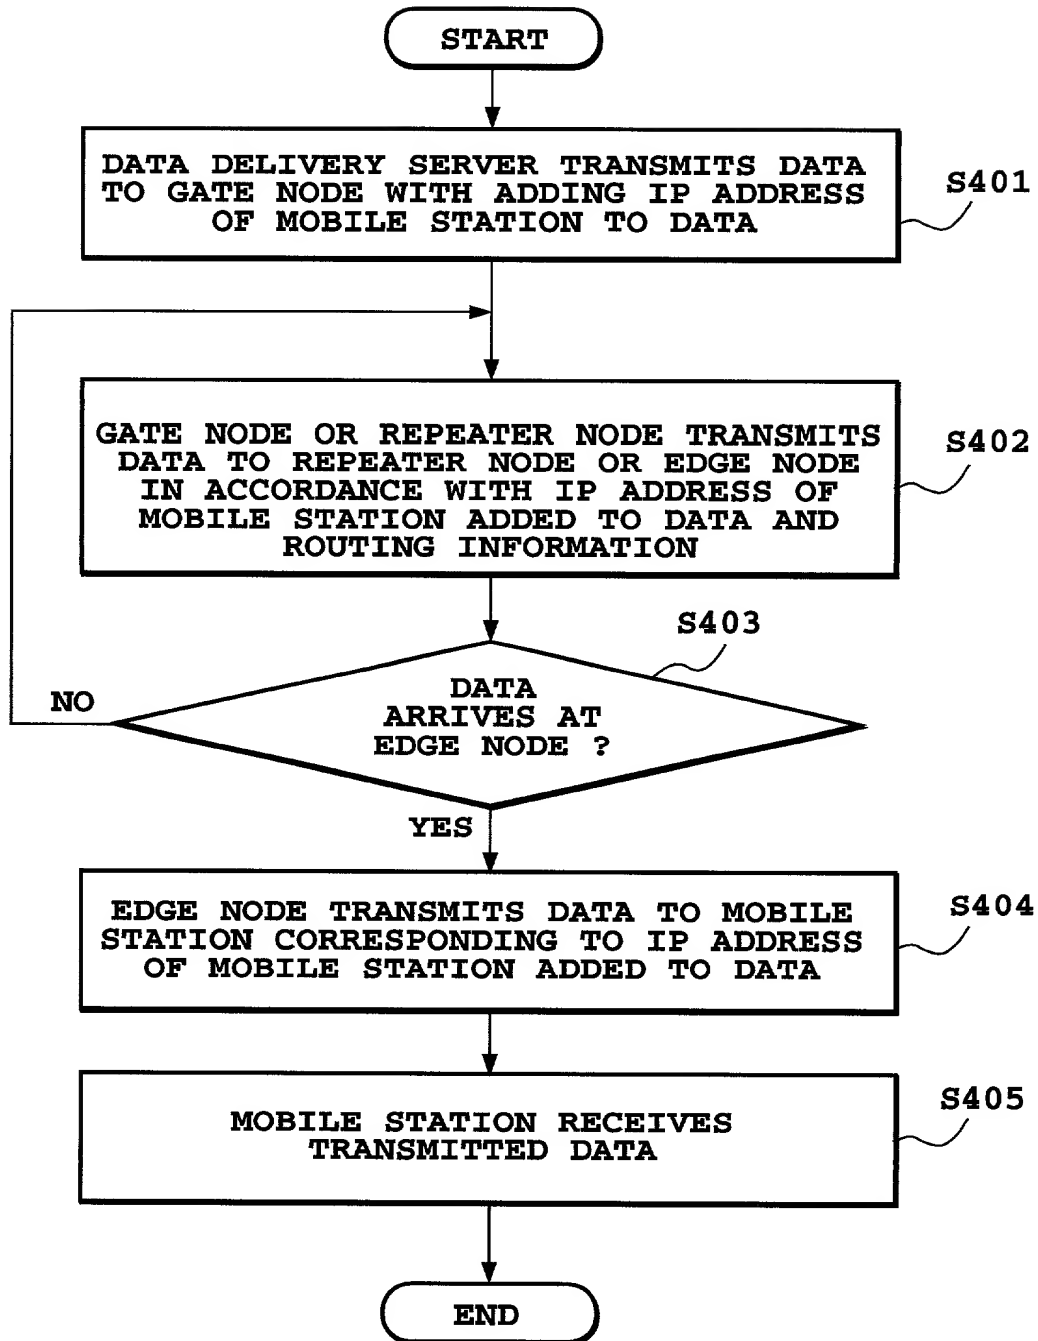 START
DATA DELIVERY SERVER TRANSMITS DATA
TO GATE NODE WITH ADDING IP ADDRESS
OF MOBILE STATION TO DATA
S401
GATE NODE OR REPEATER NODE TRANSMITS
DATA TO REPEATER NODE OR EDGE NODE
IN ACCORDANCE WITH IP ADDRESS OF
MOBILE STATION ADDED TO DATA AND
ROUTING INFORMATION
S402
S403
DATA
ARRIVES AT
EDGE NODE ?
NO
YES
EDGE NODE TRANSMITS DATA TO MOBILE
STATION CORRESPONDING TO IP ADDRESS
OF MOBILE STATION ADDED TO DATA
S404
MOBILE STATION RECEIVES
TRANSMITTED DATA
S405
END